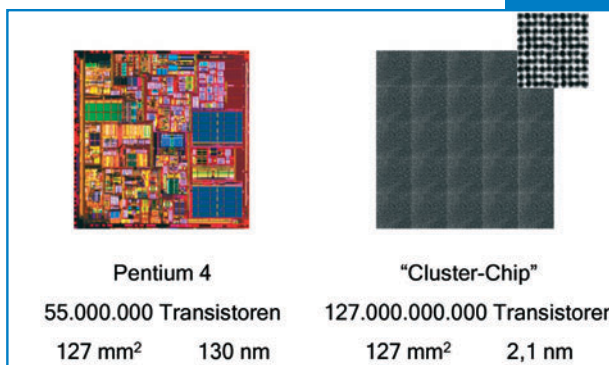 Pentium 4
55.000.000 Transistoren
127 mm² 130 nm
“Cluster-Chip”
127.000.000.000 Transistoren
127 mm² 2,1 nm